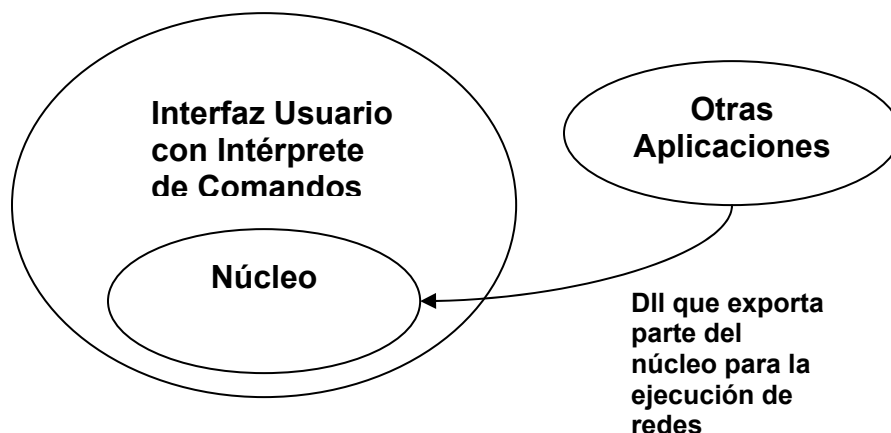 Interfaz Usuario
con Intérprete
de Comandos
Otras
Aplicaciones
Núcleo
Dll que exporta
parte del
núcleo para la
ejecución de
redes